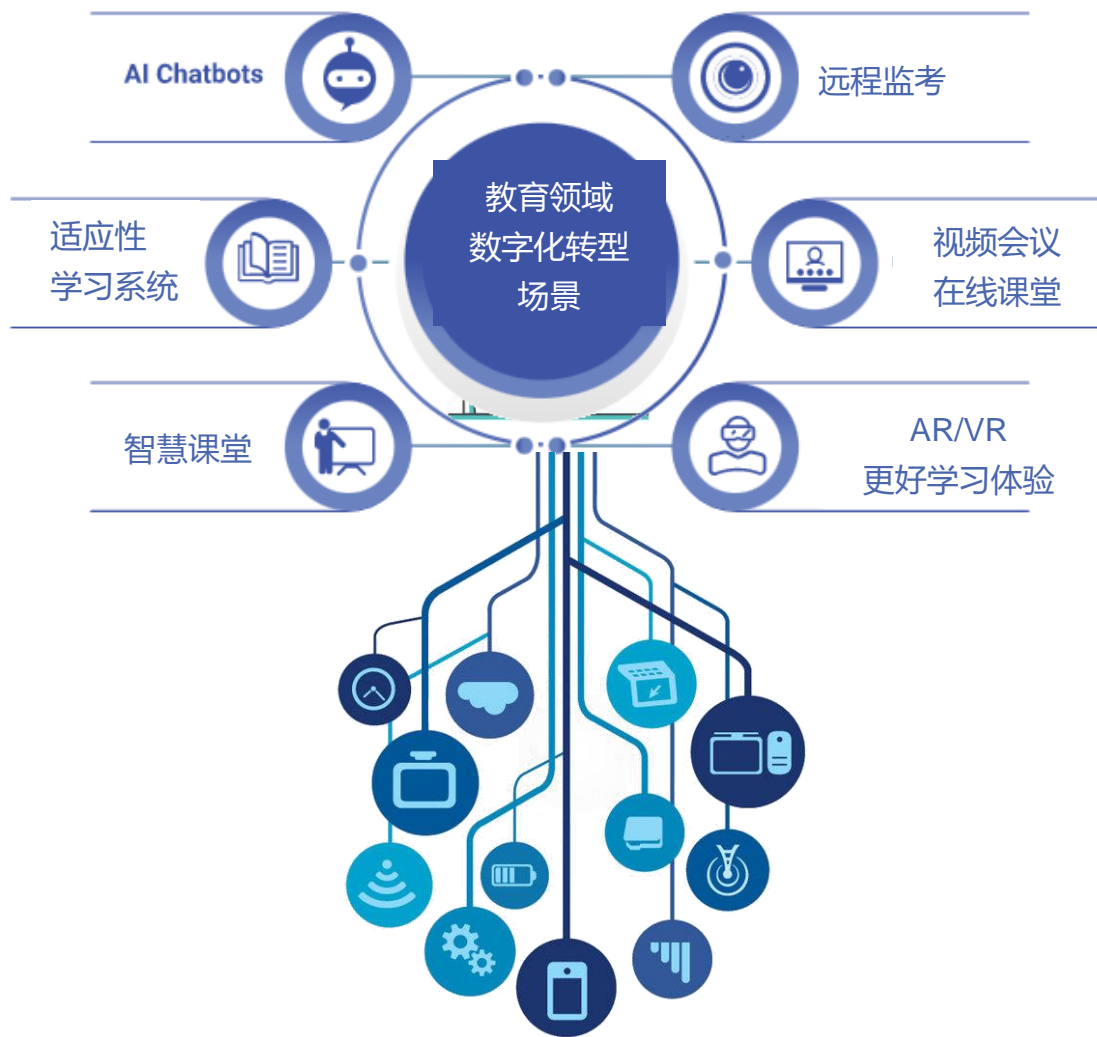 AI Chatbots
远程监考
教育领域
数字化转型
场景
适应性
学习系统
视频会议
在线课堂
智慧课堂
AR/VR
更好学习体验